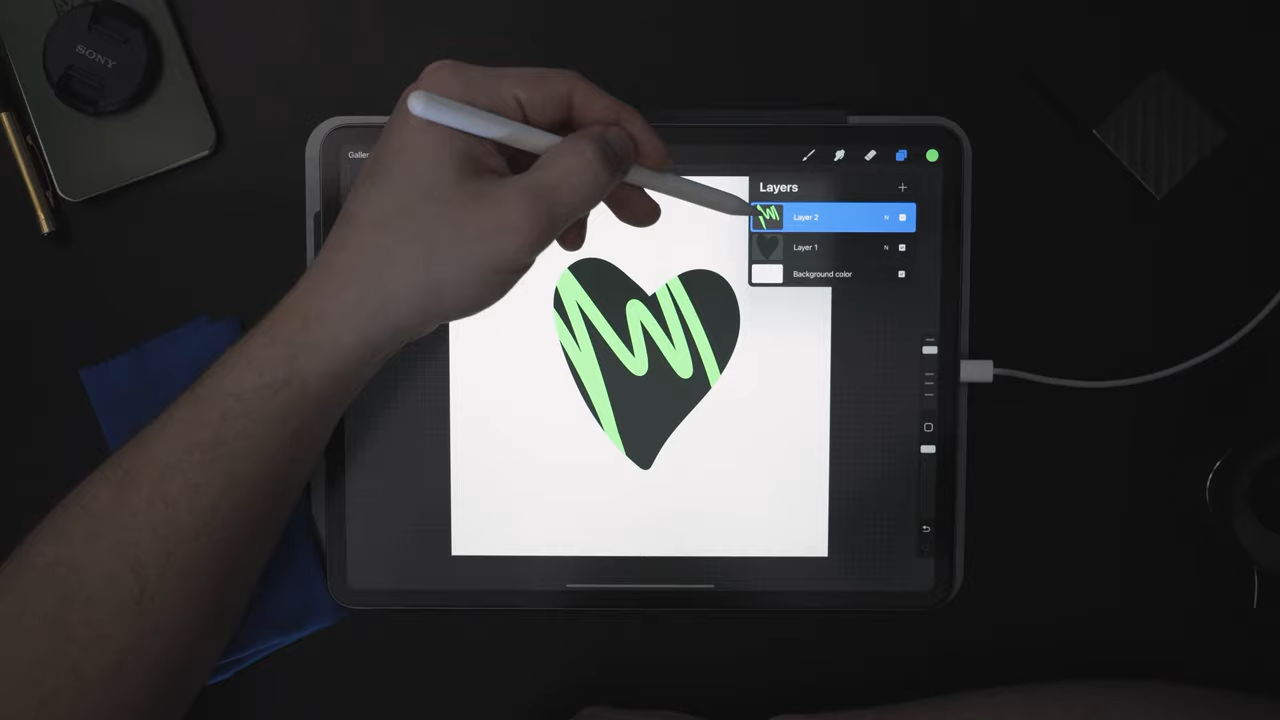 SONY
Galler
Layers
Layer 2
N
Layer 1
N
Background color